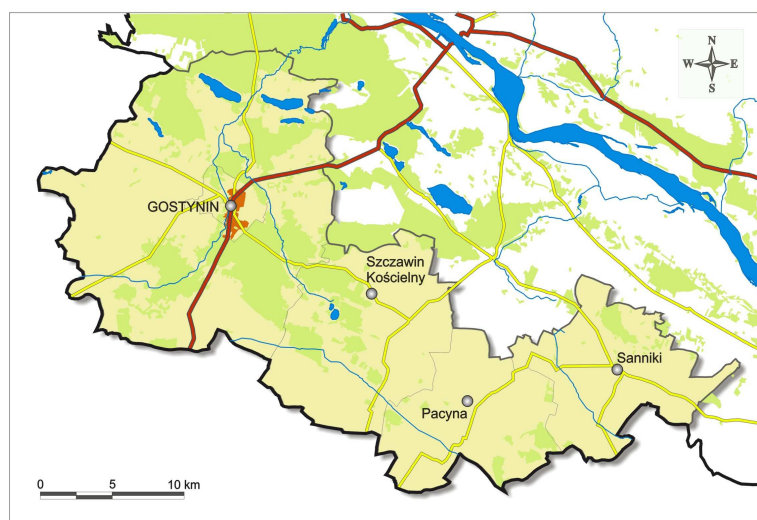 N
W E
S
GOSTYNIN
Szczawin
Kościelny
Sanniki
Pacyna
0 5 10 km